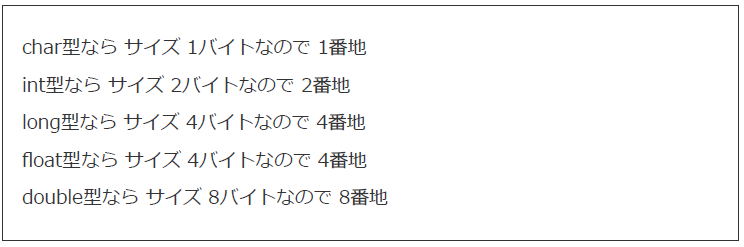 char型なら サイズ 1バイトなので 1番地
int型なら サイズ 2バイトなので 2番地
long型なら サイズ 4バイトなので 4番地
float型なら サイズ 4バイトなので 4番地
double型なら サイズ 8バイトなので 8番地